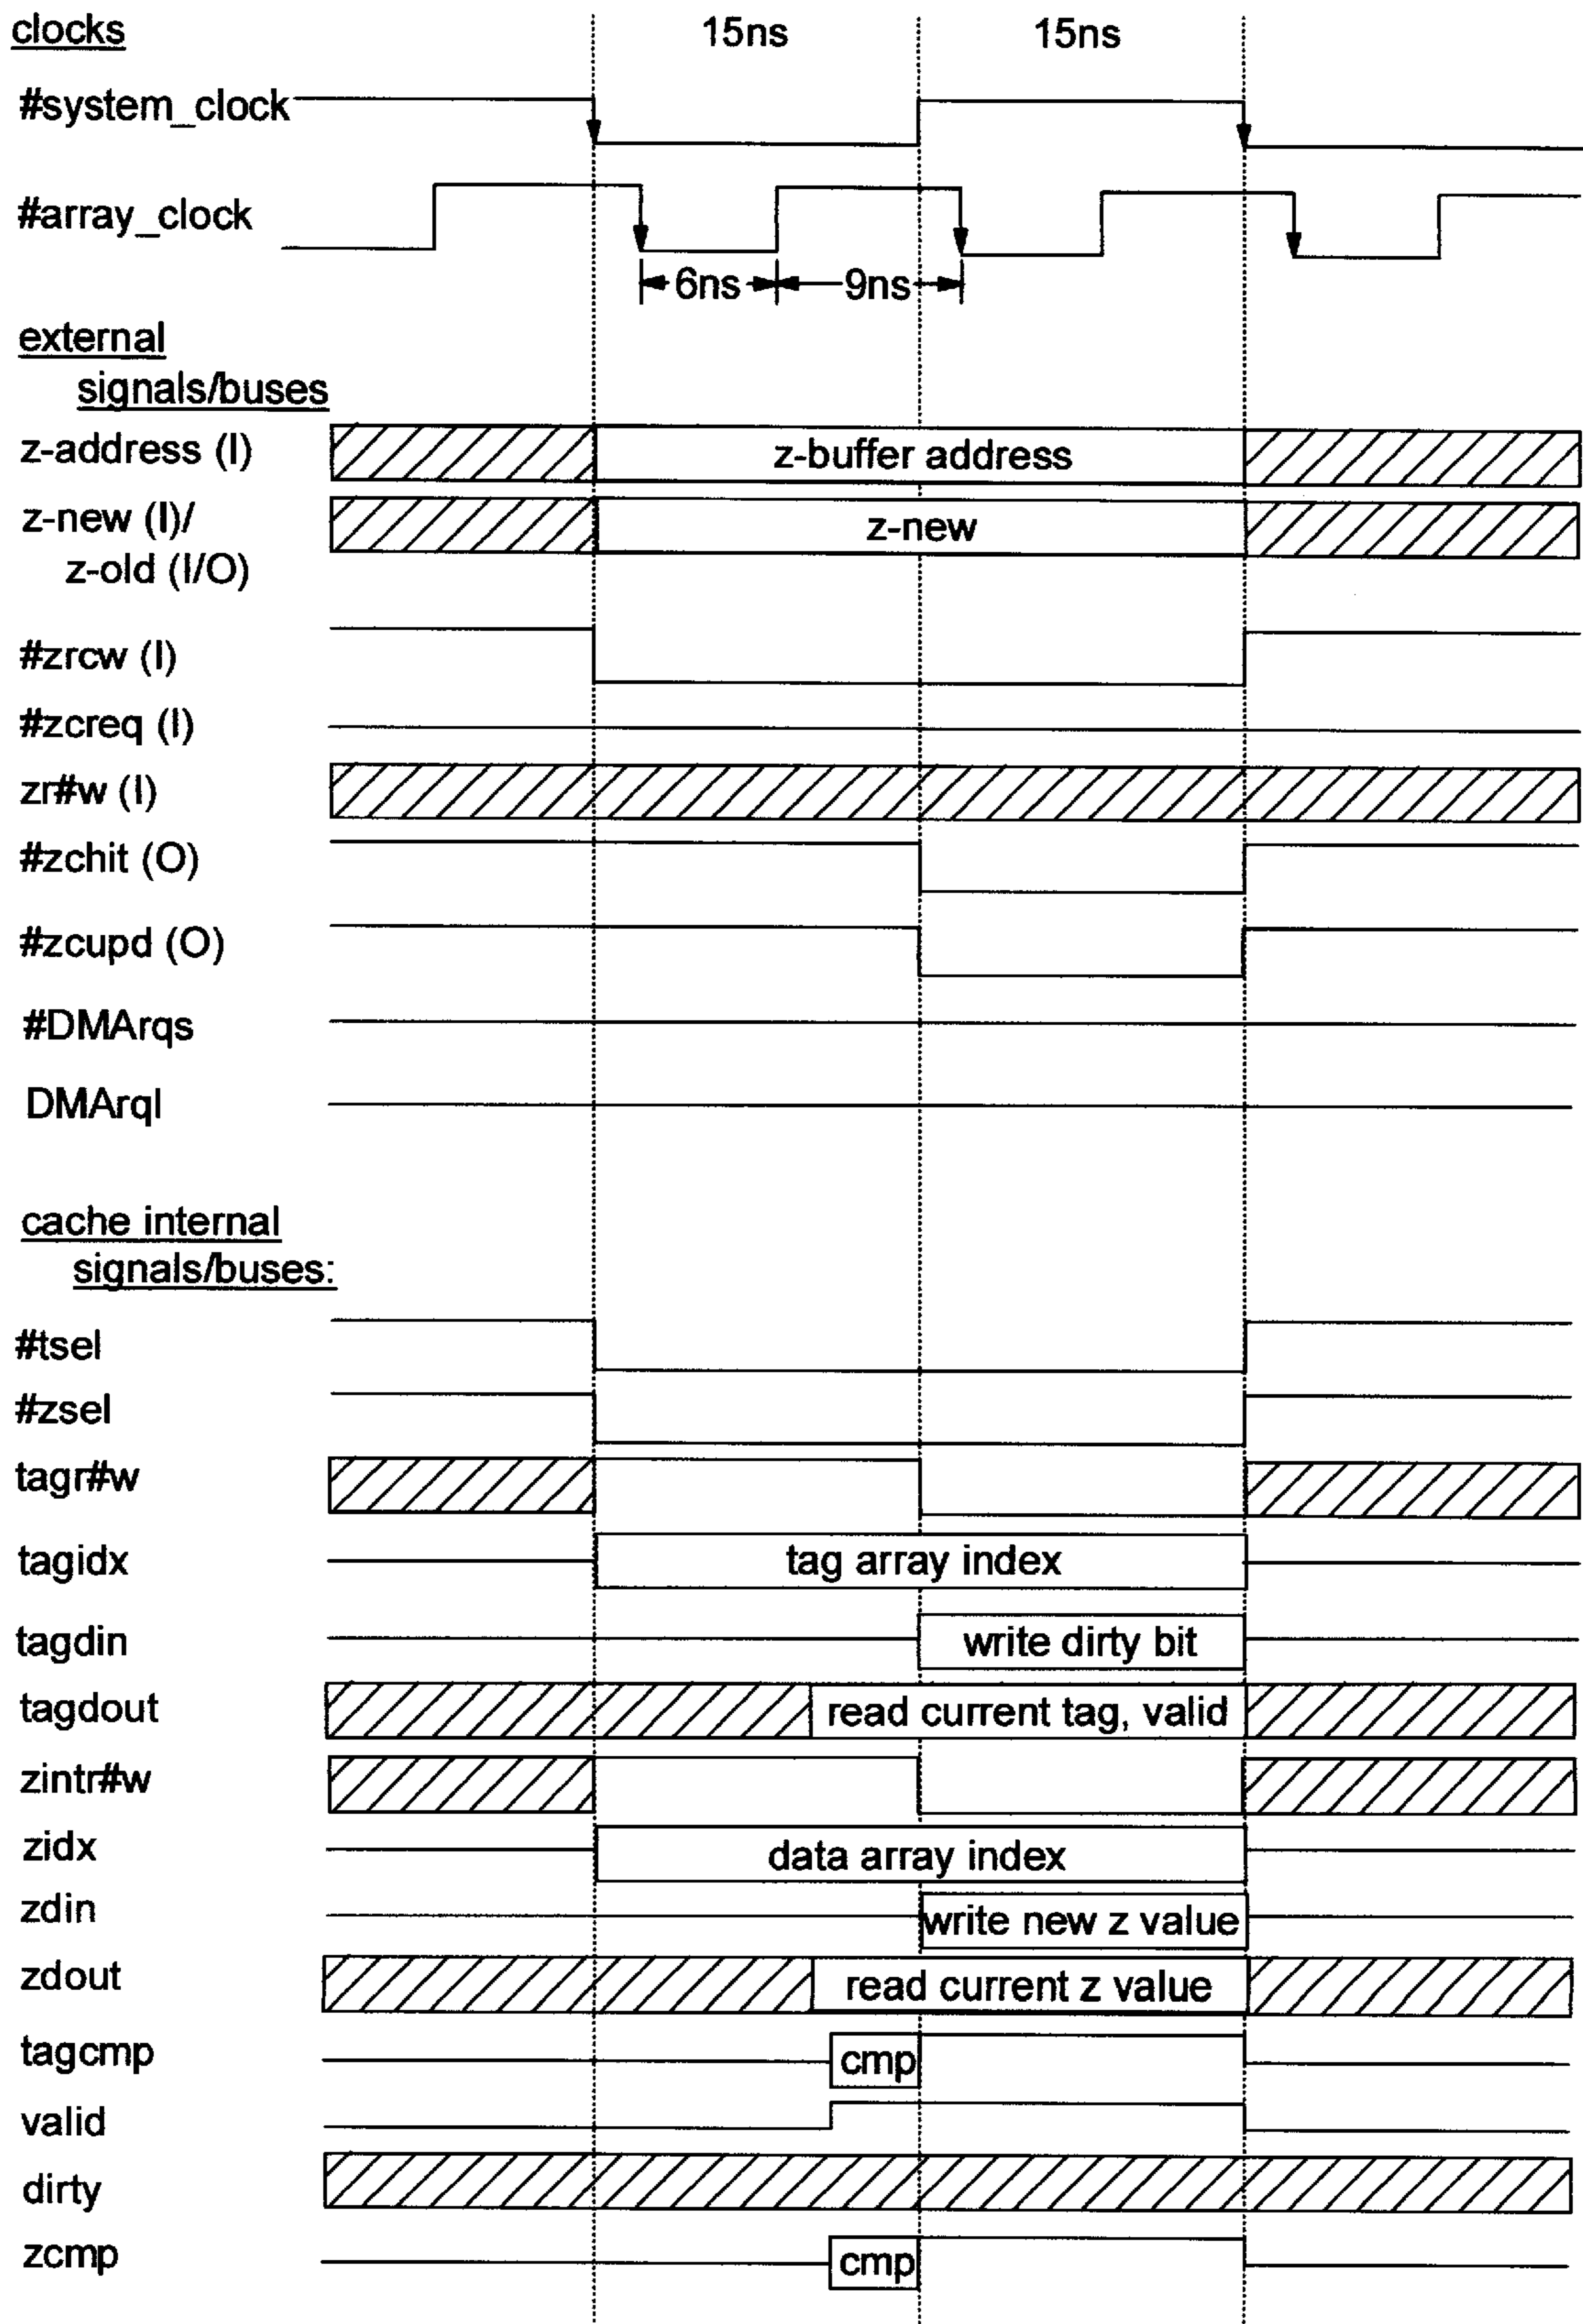 clocks
15ns 15ns
#system_clock
#array_clock
6ns 9ns
external
signals/buses
z-address (I) z-buffer address
z-new (I)/ z-new
z-old (I/O)
#zrcw (I)
#zcreq (I)
zr#w (I)
#zchit (O)
#zcupd (O)
#DMArqs
DMArql
cache internal
signals/buses:
#tsel
#zsel
tagr#w
tagidx tag array index
tagdin write dirty bit
tagdout read current tag, valid
zintr#w
zidx data array index
zdin write new z value
zdout read current z value
tagcmp cmp
valid
dirty
zcmp cmp